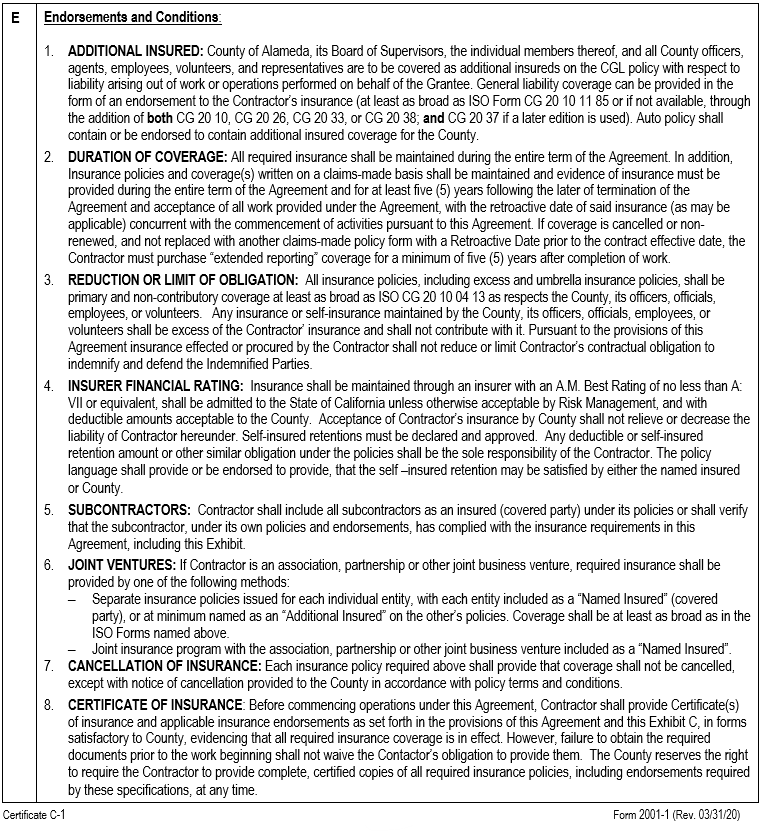 E
Endorsements and Conditions:
1. ADDITIONAL INSURED: County of Alameda, its Board of Supervisors, the individual members thereof, and all County officers,
agents, employees, volunteers, and representatives are to be covered as additional insureds on the CGL policy with respect to
liability arising out of work or operations performed on behalf of the Grantee. General liability coverage can be provided in the
form of an endorsement to the Contractor's insurance (at least as broad as ISO Form CG 20 10 11 85 or if not available, through
the addition of both CG 20 10, CG 20 26, CG 20 33, or CG 20 38; and CG 20 37 if a later edition is used). Auto policy shall
contain or be endorsed to contain additional insured coverage for the County.
2. DURATION OF COVERAGE: All required insurance shall be maintained during the entire term of the Agreement. In addition,
Insurance policies and coverage(s) written on a claims-made basis shall be maintained and evidence of insurance must be
provided during the entire term of the Agreement and for at least five (5) years following the later of termination of the
Agreement and acceptance of all work provided under the Agreement, with the retroactive date of said insurance (as may be
applicable) concurrent with the commencement of activities pursuant to this Agreement. If coverage is cancelled or non-
renewed, and not replaced with another claims-made policy form with a Retroactive Date prior to the contract effective date, the
Contractor must purchase "extended reporting" coverage for a minimum of five (5) years after completion of work.
3. REDUCTION OR LIMIT OF OBLIGATION: All insurance policies, including excess and umbrella insurance policies, shall be
primary and non-contributory coverage at least as broad as ISO CG 20 10 04 13 as respects the County, its officers, officials,
employees, or volunteers. Any insurance or self-insurance maintained by the County, its officers, officials, employees, or
volunteers shall be excess of the Contractor' insurance and shall not contribute with it. Pursuant to the provisions of this
Agreement insurance effected or procured by the Contractor shall not reduce or limit Contractor's contractual obligation to
indemnify and defend the Indemnified Parties.
4. INSURER FINANCIAL RATING: Insurance shall be maintained through an insurer with an A.M. Best Rating of no less than A:
VII or equivalent, shall be admitted to the State of California unless otherwise acceptable by Risk Management, and with
deductible amounts acceptable to the County. Acceptance of Contractor's insurance by County shall not relieve or decrease the
liability of Contractor hereunder. Self-insured retentions must be declared and approved. Any deductible or self-insured
retention amount or other similar obligation under the policies shall be the sole responsibility of the Contractor. The policy
language shall provide or be endorsed to provide, that the self –insured retention may be satisfied by either the named insured
or County.
5. SUBCONTRACTORS: Contractor shall include all subcontractors as an insured (covered party) under its policies or shall verify
that the subcontractor, under its own policies and endorsements, has complied with the insurance requirements in this
Agreement, including this Exhibit.
6. JOINT VENTURES: If Contractor is an association, partnership or other joint business venture, required insurance shall be
provided by one of the following methods:
– Separate insurance policies issued for each individual entity, with each entity included as a "Named Insured" (covered
party), or at minimum named as an "Additional Insured" on the other's policies. Coverage shall be at least as broad as in the
ISO Forms named above.
– Joint insurance program with the association, partnership or other joint business venture included as a "Named Insured".
7. CANCELLATION OF INSURANCE: Each insurance policy required above shall provide that coverage shall not be cancelled,
except with notice of cancellation provided to the County in accordance with policy terms and conditions.
8. CERTIFICATE OF INSURANCE: Before commencing operations under this Agreement, Contractor shall provide Certificate(s)
of insurance and applicable insurance endorsements as set forth in the provisions of this Agreement and this Exhibit C, in forms
satisfactory to County, evidencing that all required insurance coverage is in effect. However, failure to obtain the required
documents prior to the work beginning shall not waive the Contactor's obligation to provide them. The County reserves the right
to require the Contractor to provide complete, certified copies of all required insurance policies, including endorsements required
by these specifications, at any time.
Certificate C-1 Form 2001-1 (Rev. 03/31/20)